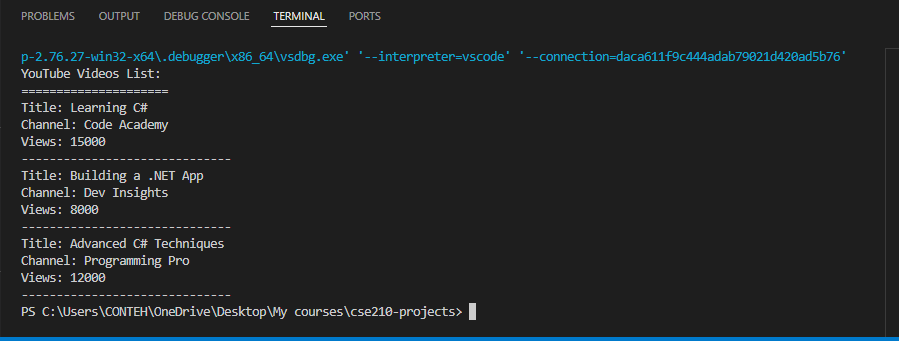 PROBLEMS OUTPUT DEBUG CONSOLE TERMINAL PORTS
p-2.76.27-win32-x64\.debugger\x86_64\vsdbg.exe' '--interpreter=vscode' '--connection=daca611f9c444adab79021d420ad5b76'
YouTube Videos List:
=====================
Title: Learning C#
Channel: Code Academy
Views: 15000
------------------------------
Title: Building a .NET App
Channel: Dev Insights
Views: 8000
------------------------------
Title: Advanced C# Techniques
Channel: Programming Pro
Views: 12000
------------------------------
PS C:\Users\CONTEH\OneDrive\Desktop\My courses\cse210-projects>